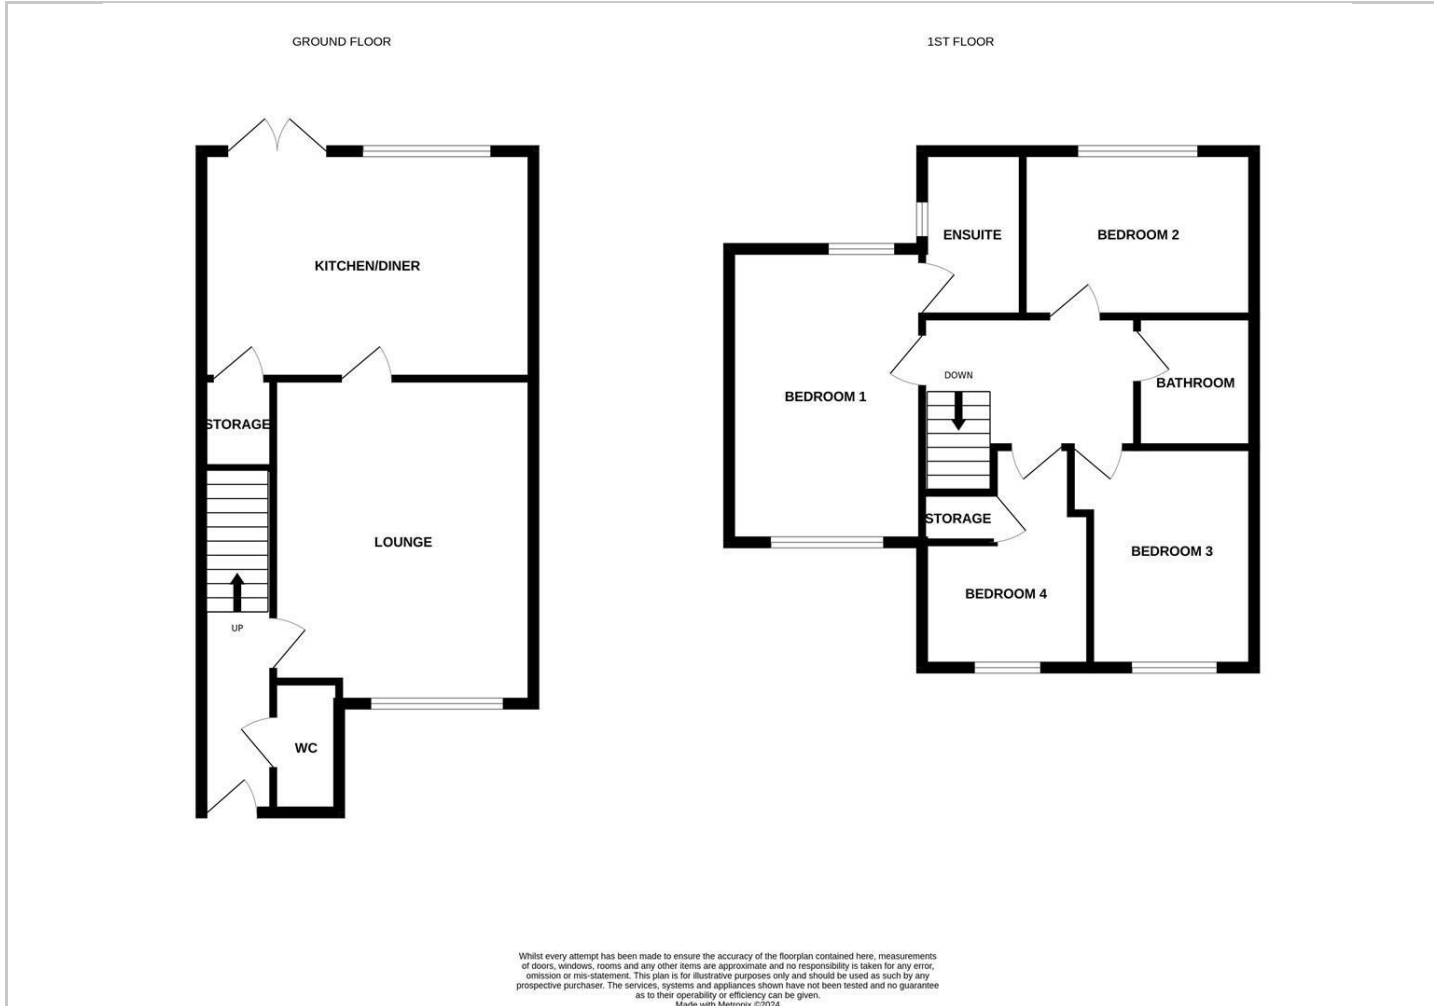 GROUND FLOOR
1ST FLOOR
KITCHEN/DINER
STORAGE
LOUNGE
UP
WC
ENSUITE
BEDROOM 2
BEDROOM 1
DOWN
BATHROOM
STORAGE
BEDROOM 3
BEDROOM 4
Whilst every attempt has been made to ensure the accuracy of the floorplan contained here, measurements
of doors, windows, rooms and any other items are approximate and no responsibility is taken for any error,
omission or mis-statement. This plan is for illustrative purposes only and should be used as such by any
prospective purchaser. The services, systems and appliances shown have not been tested and no guarantee
as to their operability or efficiency can be given.
Made with Metropix ©2024